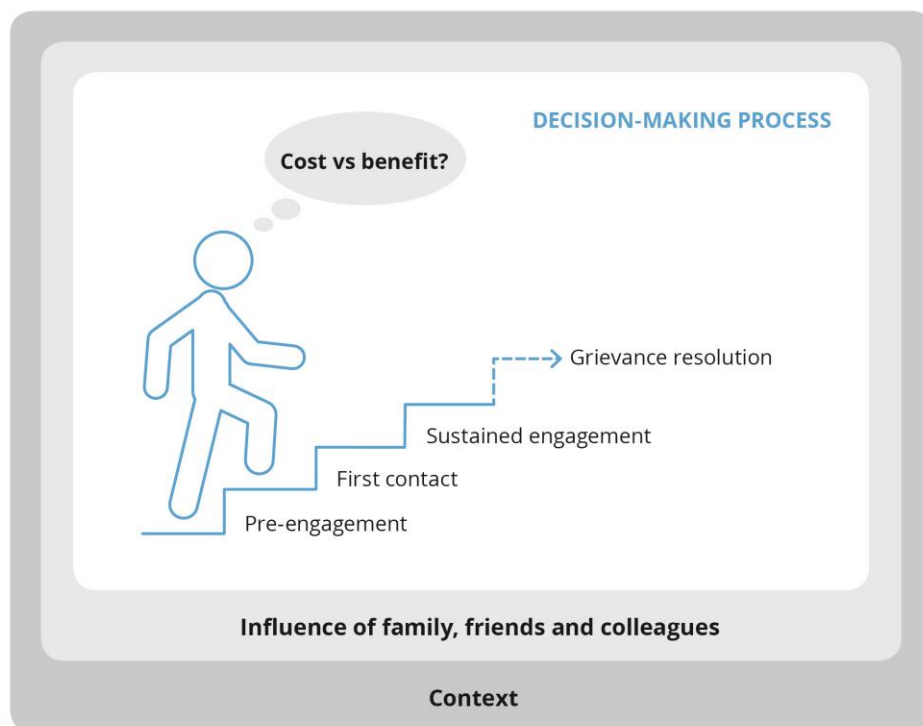 DECISION-MAKING PROCESS
Cost vs benefit?
Grievance resolution
Sustained engagement
First contact
Pre-engagement
Influence of family, friends and colleagues
Context